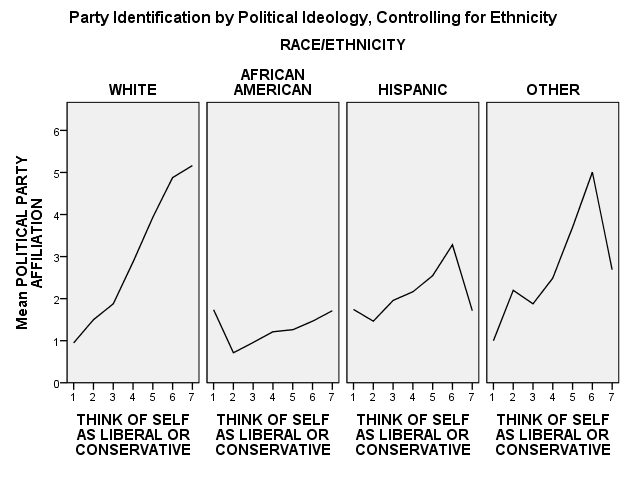 Party Identification by Political Ideology, Controlling for Ethnicity
RACE/ETHNICITY
WHITE
AFRICAN
AMERICAN
HISPANIC
OTHER
Mean POLITICAL PARTY
AFFILIATION
6
5
4
3
2
1
0
1 2 3 4 5 6 7
1 2 3 4 5 6 7
1 2 3 4 5 6 7
1 2 3 4 5 6 7
THINK OF SELF
AS LIBERAL OR
CONSERVATIVE
THINK OF SELF
AS LIBERAL OR
CONSERVATIVE
THINK OF SELF
AS LIBERAL OR
CONSERVATIVE
THINK OF SELF
AS LIBERAL OR
CONSERVATIVE